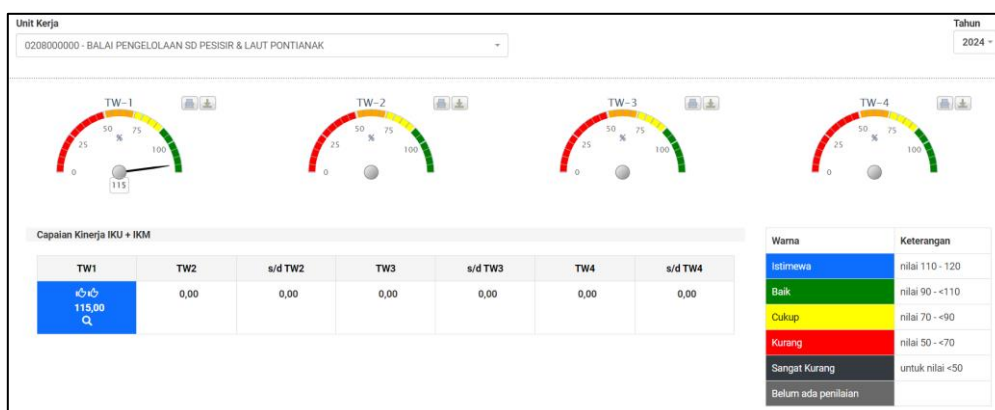 Unit Kerja
Tahun
0208000000 - BALAI PENGELOLAAN SD PESISIR & LAUT PONTIANAK
2024
TW-1
0
25
50
75
100
%
115
TW-2
0
25
50
75
100
%
TW-3
0
25
50
75
100
%
TW-4
0
25
50
75
100
%
Capaian Kinerja IKU + IKM
TW1 TW2 s/d TW2 TW3 s/d TW3 TW4 s/d TW4
115,00 0,00 0,00 0,00 0,00 0,00 0,00
Warna Keterangan
Istimewa nilai 110 - 120
Baik nilai 90 - <110
Cukup nilai 70 - <90
Kurang nilai 50 - <70
Sangat Kurang untuk nilai <50
Belum ada penilaian